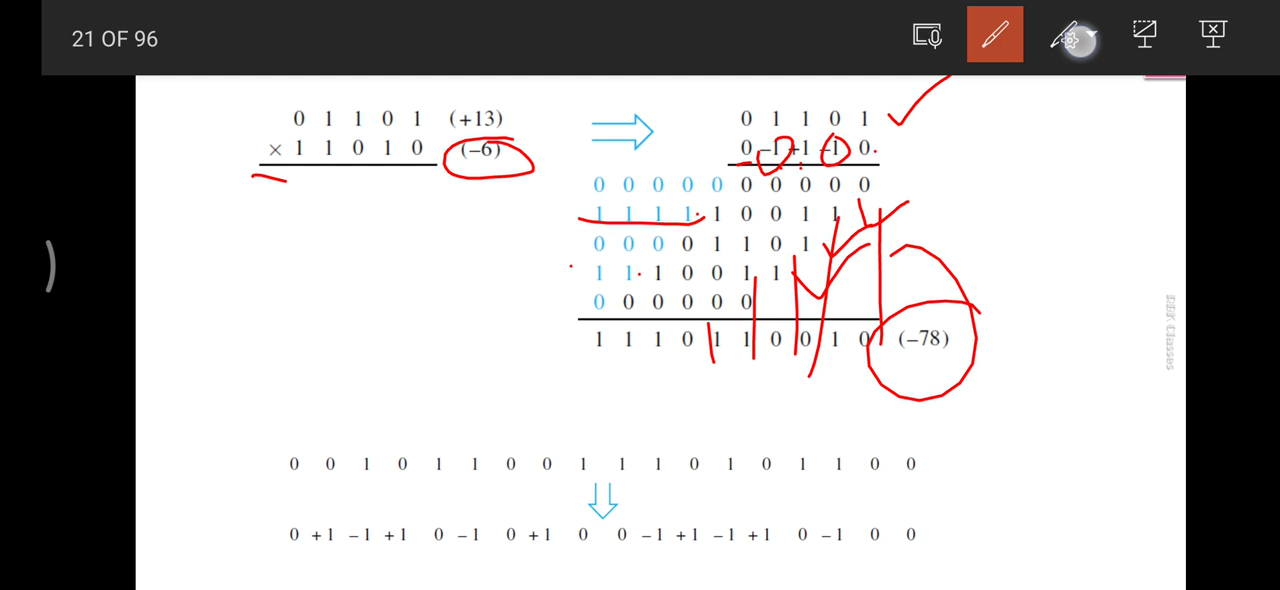 21 OF 96
0 1 1 0 1 (+13)
× 1 1 0 1 0 (–6)
0 1 1 0 1
0 –1 +1 –1 0
0 0 0 0 0 0 0 0 0 0
1 1 1 1 1 0 0 1 1
0 0 0 0 1 1 0 1
1 1 1 0 0 1 1
0 0 0 0 0 0
1 1 1 0 1 1 0 0 1 0 (–78)
0 0 1 0 1 1 0 0 1 1 1 0 1 0 1 1 0 0
0 +1 –1 +1 0 –1 0 +1 0 0 –1 +1 –1 +1 0 –1 0 0
RBK Classes